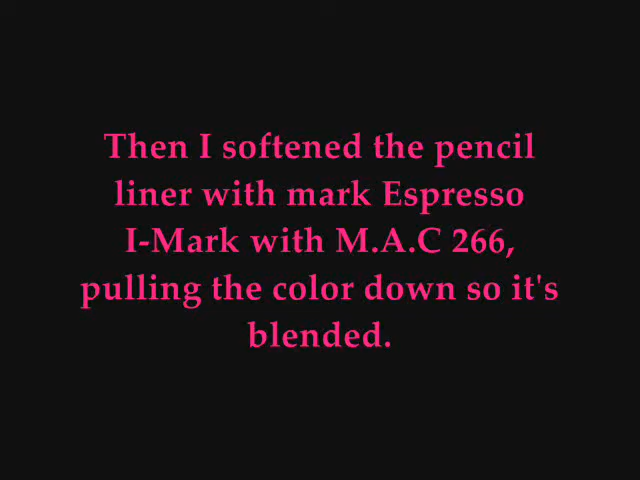 Then I softened the pencil
liner with mark Espresso
I-Mark with M.A.C 266,
pulling the color down so it's
blended.